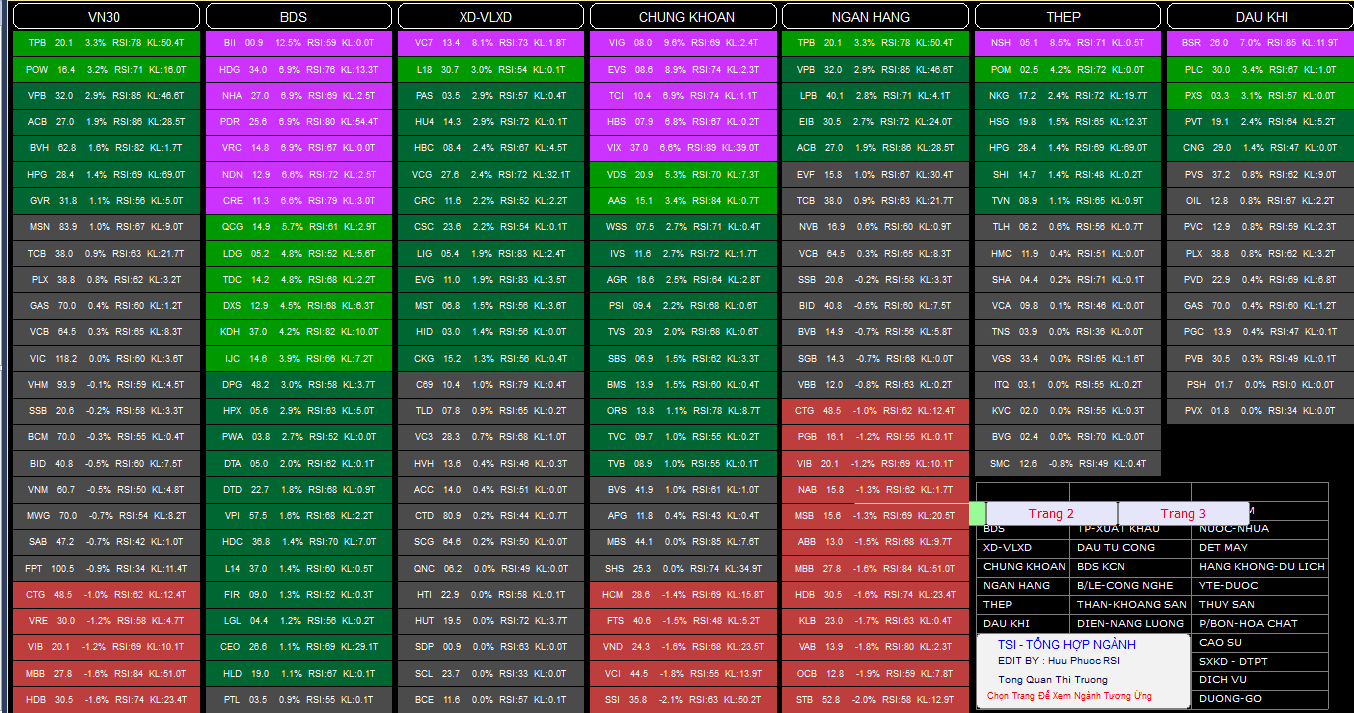 VN30
TPB 20.1 3.3% RSI:78 KL:50.4T
POW 16.4 3.2% RSI:71 KL:16.0T
VPB 32.0 2.9% RSI:85 KL:46.6T
ACB 27.0 1.9% RSI:86 KL:28.5T
BVH 62.8 1.6% RSI:82 KL:1.7T
HPG 28.4 1.4% RSI:69 KL:69.0T
GVR 31.8 1.1% RSI:56 KL:5.0T
MSN 83.9 1.0% RSI:67 KL:9.0T
TCB 38.0 0.9% RSI:63 KL:21.7T
PLX 38.8 0.8% RSI:62 KL:3.2T
GAS 70.0 0.4% RSI:60 KL:1.2T
VCB 64.5 0.3% RSI:65 KL:8.3T
VIC 118.2 0.0% RSI:60 KL:3.6T
VHM 93.9 -0.1% RSI:59 KL:4.5T
SSB 20.6 -0.2% RSI:58 KL:3.3T
BCM 70.0 -0.3% RSI:55 KL:0.4T
BID 40.8 -0.5% RSI:60 KL:7.5T
VNM 60.7 -0.5% RSI:50 KL:4.8T
MWG 70.0 -0.7% RSI:54 KL:8.2T
SAB 47.2 -0.7% RSI:42 KL:1.0T
FPT 100.5 -0.9% RSI:34 KL:11.4T
CTG 48.5 -1.0% RSI:62 KL:12.4T
VRE 30.0 -1.2% RSI:58 KL:4.7T
VIB 20.1 -1.2% RSI:69 KL:10.1T
MBB 27.8 -1.6% RSI:84 KL:51.0T
HDB 30.5 -1.6% RSI:74 KL:23.4T
BDS
BII 00.9 12.5% RSI:59 KL:0.0T
HDG 34.0 6.9% RSI:76 KL:13.3T
NHA 27.0 6.9% RSI:69 KL:2.5T
PDR 25.6 6.9% RSI:80 KL:54.4T
VRC 14.8 6.9% RSI:67 KL:0.0T
NDN 12.9 6.6% RSI:72 KL:2.5T
CRE 11.3 6.6% RSI:79 KL:3.0T
QCG 14.9 5.7% RSI:61 KL:2.9T
LDG 05.2 4.8% RSI:52 KL:5.6T
TDC 14.2 4.8% RSI:68 KL:2.2T
DXS 12.9 4.5% RSI:68 KL:6.3T
KDH 37.0 4.2% RSI:82 KL:10.0T
IJC 14.6 3.9% RSI:66 KL:7.2T
DPG 48.2 3.0% RSI:58 KL:3.7T
HPX 05.6 2.9% RSI:63 KL:5.0T
PWA 03.8 2.7% RSI:52 KL:0.0T
DTA 05.0 2.0% RSI:62 KL:0.1T
DTD 22.7 1.8% RSI:68 KL:0.9T
VPI 57.5 1.6% RSI:68 KL:2.2T
HDC 36.8 1.4% RSI:70 KL:7.0T
L14 37.0 1.4% RSI:60 KL:0.5T
FIR 09.0 1.3% RSI:52 KL:0.3T
LGL 04.4 1.2% RSI:56 KL:0.2T
CEO 26.6 1.1% RSI:69 KL:29.1T
HLD 19.0 1.1% RSI:67 KL:0.1T
PTL 03.5 0.9% RSI:55 KL:0.1T
XD-VLXD
VC7 13.4 8.1% RSI:73 KL:1.8T
L18 30.7 3.0% RSI:54 KL:0.1T
PAS 03.5 2.9% RSI:57 KL:0.4T
HU4 14.3 2.9% RSI:72 KL:0.1T
HBC 08.4 2.4% RSI:67 KL:4.5T
VCG 27.6 2.4% RSI:72 KL:32.1T
CRC 11.6 2.2% RSI:52 KL:2.2T
CSC 23.6 2.2% RSI:54 KL:0.1T
LIG 05.4 1.9% RSI:83 KL:2.4T
EVG 11.0 1.9% RSI:83 KL:3.5T
MST 06.8 1.5% RSI:56 KL:3.6T
HID 03.0 1.4% RSI:56 KL:0.0T
CKG 15.2 1.3% RSI:56 KL:0.4T
C69 10.4 1.0% RSI:79 KL:0.4T
TLD 07.8 0.9% RSI:65 KL:0.2T
VC3 28.3 0.7% RSI:68 KL:1.0T
HVH 13.6 0.4% RSI:46 KL:0.3T
ACC 14.0 0.4% RSI:51 KL:0.0T
CTD 80.9 0.2% RSI:44 KL:0.7T
SCG 64.6 0.2% RSI:50 KL:0.0T
QNC 06.2 0.0% RSI:49 KL:0.0T
HTI 22.9 0.0% RSI:58 KL:0.1T
HUT 19.5 0.0% RSI:72 KL:3.7T
SDP 00.9 0.0% RSI:63 KL:0.0T
SCL 23.7 0.0% RSI:33 KL:0.0T
BCE 11.6 0.0% RSI:57 KL:0.1T
CHUNG KHOAN
VIG 08.0 9.6% RSI:69 KL:2.4T
EVS 08.6 8.9% RSI:74 KL:2.3T
TCI 10.4 6.9% RSI:74 KL:1.1T
HBS 07.9 6.8% RSI:67 KL:0.2T
VIX 37.0 6.6% RSI:89 KL:39.0T
VDS 20.9 5.3% RSI:70 KL:7.3T
AAS 15.1 3.4% RSI:84 KL:0.7T
WSS 07.5 2.7% RSI:71 KL:0.4T
IVS 11.6 2.7% RSI:72 KL:1.7T
AGR 18.6 2.5% RSI:64 KL:2.8T
PSI 09.4 2.2% RSI:68 KL:0.6T
TVS 20.9 2.0% RSI:68 KL:0.6T
SBS 06.9 1.5% RSI:62 KL:3.3T
BMS 13.9 1.5% RSI:60 KL:0.4T
ORS 13.8 1.1% RSI:78 KL:8.7T
TVC 09.7 1.0% RSI:55 KL:0.2T
TVB 08.9 1.0% RSI:55 KL:0.1T
BVS 41.9 1.0% RSI:61 KL:1.0T
APG 11.8 0.4% RSI:43 KL:0.4T
MBS 44.1 0.0% RSI:85 KL:7.6T
SHS 25.3 0.0% RSI:74 KL:34.9T
HCM 28.6 -1.4% RSI:69 KL:15.8T
FTS 40.6 -1.5% RSI:48 KL:5.2T
VND 24.3 -1.6% RSI:68 KL:23.5T
VCI 44.5 -1.8% RSI:55 KL:13.9T
SSI 35.8 -2.1% RSI:63 KL:50.2T
NGAN HANG
TPB 20.1 3.3% RSI:78 KL:50.4T
VPB 32.0 2.9% RSI:85 KL:46.6T
LPB 40.1 2.8% RSI:71 KL:4.1T
EIB 30.5 2.7% RSI:72 KL:24.0T
ACB 27.0 1.9% RSI:86 KL:28.5T
EVF 15.8 1.0% RSI:67 KL:30.4T
TCB 38.0 0.9% RSI:63 KL:21.7T
NVB 16.9 0.6% RSI:60 KL:0.9T
VCB 64.5 0.3% RSI:65 KL:8.3T
SSB 20.6 -0.2% RSI:58 KL:3.3T
BID 40.8 -0.5% RSI:60 KL:7.5T
BVB 14.9 -0.7% RSI:56 KL:5.8T
SGB 14.3 -0.7% RSI:68 KL:0.0T
VBB 12.0 -0.8% RSI:63 KL:0.2T
CTG 48.5 -1.0% RSI:62 KL:12.4T
PGB 16.1 -1.2% RSI:55 KL:0.1T
VIB 20.1 -1.2% RSI:69 KL:10.1T
NAB 15.8 -1.3% RSI:62 KL:1.7T
MSB 15.6 -1.3% RSI:69 KL:20.5T
ABB 13.0 -1.5% RSI:68 KL:9.7T
MBB 27.8 -1.6% RSI:84 KL:51.0T
HDB 30.5 -1.6% RSI:74 KL:23.4T
KLB 23.0 -1.7% RSI:63 KL:0.4T
VAB 13.9 -1.8% RSI:80 KL:2.3T
OCB 12.8 -1.9% RSI:59 KL:7.8T
STB 52.8 -2.0% RSI:58 KL:12.9T
THEP
NSH 05.1 8.5% RSI:71 KL:0.5T
POM 02.5 4.2% RSI:72 KL:0.0T
NKG 17.2 2.4% RSI:72 KL:19.7T
HSG 19.8 1.5% RSI:65 KL:12.3T
HPG 28.4 1.4% RSI:69 KL:69.0T
SHI 14.7 1.4% RSI:48 KL:0.2T
TVN 08.9 1.1% RSI:65 KL:0.9T
TLH 06.2 0.6% RSI:56 KL:0.7T
HMC 11.9 0.4% RSI:51 KL:0.0T
SHA 04.4 0.2% RSI:71 KL:0.1T
VCA 09.8 0.1% RSI:46 KL:0.0T
TNS 03.9 0.0% RSI:36 KL:0.0T
VGS 33.4 0.0% RSI:65 KL:1.6T
ITQ 03.1 0.0% RSI:55 KL:0.2T
KVC 02.0 0.0% RSI:55 KL:0.3T
BVG 02.4 0.0% RSI:70 KL:0.0T
SMC 12.6 -0.8% RSI:49 KL:0.4T
DAU KHI
BSR 26.0 7.0% RSI:85 KL:11.9T
PLC 30.0 3.4% RSI:67 KL:1.0T
PXS 03.3 3.1% RSI:57 KL:0.0T
PVT 19.1 2.4% RSI:64 KL:5.2T
CNG 29.0 1.4% RSI:47 KL:0.0T
PVS 37.2 0.8% RSI:62 KL:9.0T
OIL 12.8 0.8% RSI:67 KL:2.2T
PVC 12.9 0.8% RSI:59 KL:2.3T
PLX 38.8 0.8% RSI:62 KL:3.2T
PVD 22.9 0.4% RSI:69 KL:6.8T
GAS 70.0 0.4% RSI:60 KL:1.2T
PGC 13.9 0.4% RSI:47 KL:0.1T
PVB 30.5 0.3% RSI:49 KL:0.1T
PSH 01.7 0.0% RSI:0 KL:0.0T
PVX 01.8 0.0% RSI:34 KL:0.0T
Trang 2 Trang 3
BDS TP-XUAT KHAU NUOC-NHUA
XD-VLXD DAU TU CONG DET MAY
CHUNG KHOAN BDS KCN HANG KHONG-DU LICH
NGAN HANG B/LE-CONG NGHE YTE-DUOC
THEP THAN-KHOANG SAN THUY SAN
DAU KHI DIEN-NANG LUONG P/BON-HOA CHAT
CAO SU
SXKD - DTPT
DICH VU
DUONG-GO
TSI - TỔNG HỢP NGÀNH
EDIT BY : Huu Phuoc RSI
Tong Quan Thi Truong
Chọn Trang Để Xem Ngành Tương Ứng